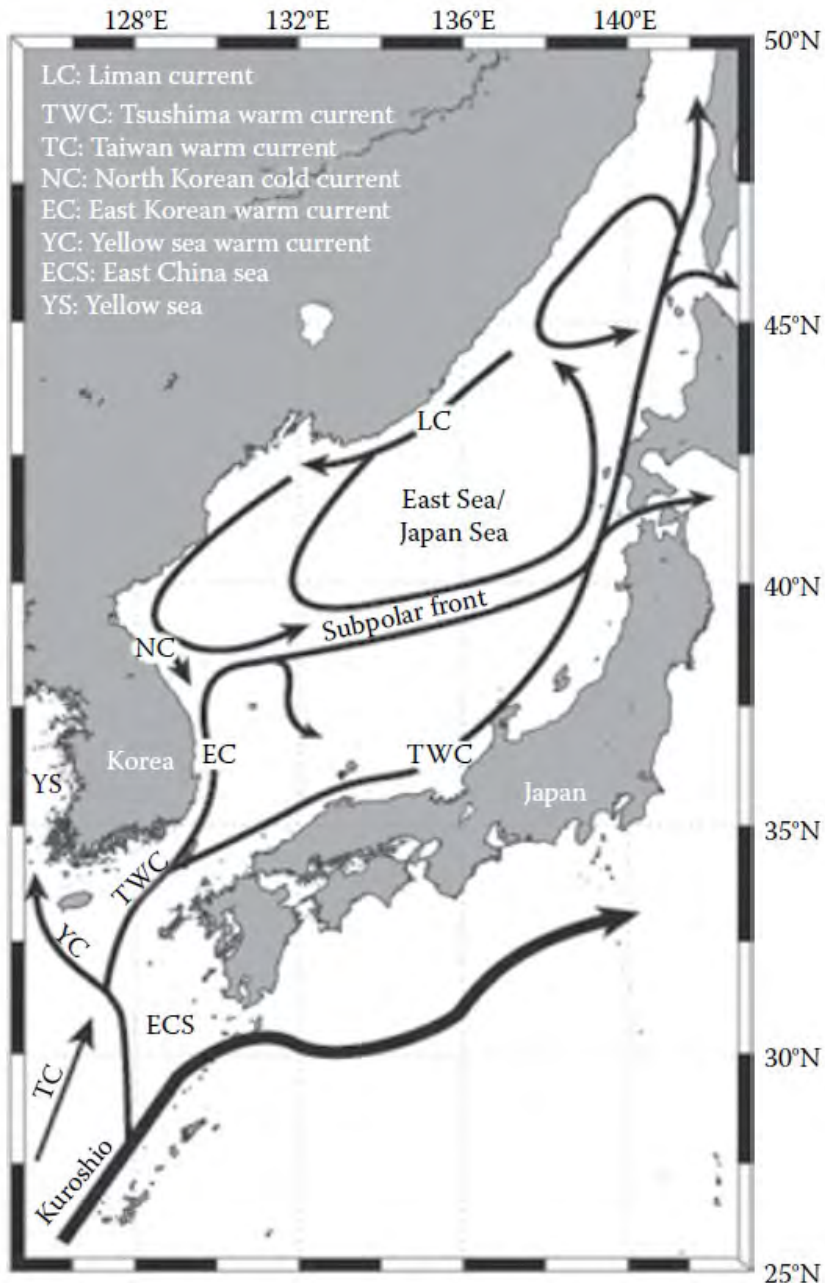 128°E 132°E 136°E 140°E
50°N
LC: Liman current
TWC: Tsushima warm current
TC: Taiwan warm current
NC: North Korean cold current
EC: East Korean warm current
YC: Yellow sea warm current
ECS: East China sea
YS: Yellow sea
45°N
LC
East Sea/
Japan Sea
40°N
Subpolar front
NC
Korea
EC
TWC
YS
Japan
35°N
TWC
YC
ECS
30°N
TC
Kuroshio
25°N